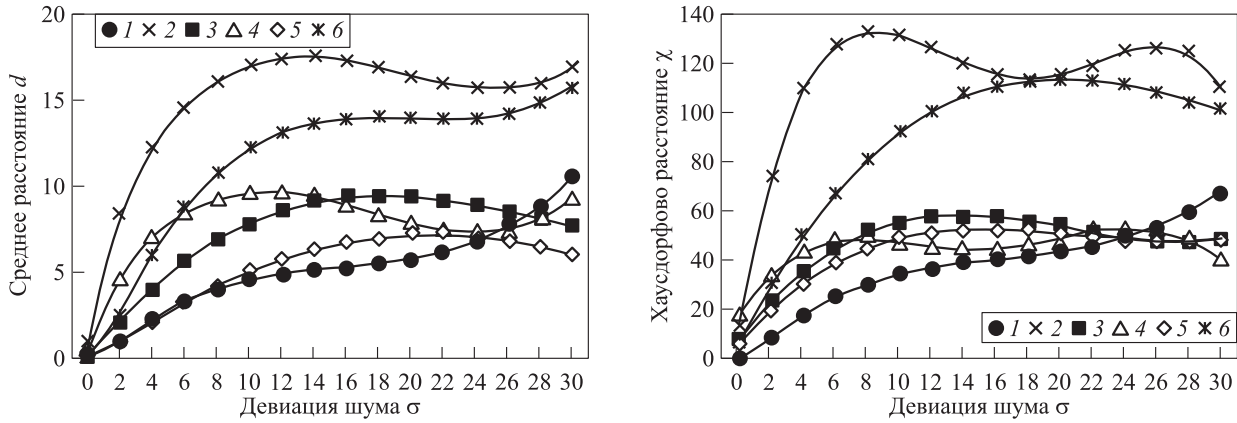 Среднее расстояние d
20
15
10
5
0
1 2 3 4 5 6
0 2 4 6 8 10 12 14 16 18 20 22 24 26 28 30
Девиация шума σ
Хаусдорфово расстояние χ
140
120
100
80
60
40
20
0
1 2 3 4 5 6
0 2 4 6 8 10 12 14 16 18 20 22 24 26 28 30
Девиация шума σ